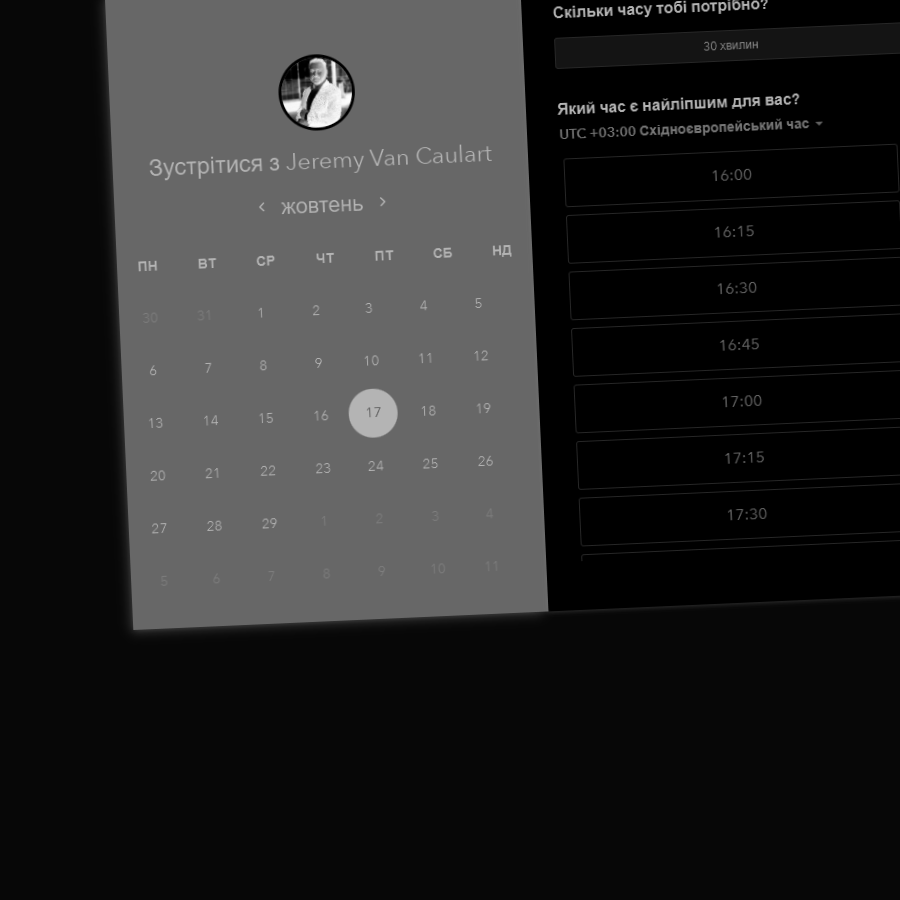 Зустрітися з Jeremy Van Caulart
‹ жовтень ›
ПН ВТ СР ЧТ ПТ СБ НД
30 31 1 2 3 4 5
6 7 8 9 10 11 12
13 14 15 16 17 18 19
20 21 22 23 24 25 26
27 28 29 1 2 3 4
5 6 7 8 9 10 11
Скільки часу тобі потрібно?
30 хвилин
Який час є найліпшим для вас?
UTC +03:00 Східноєвропейський час
16:00
16:15
16:30
16:45
17:00
17:15
17:30